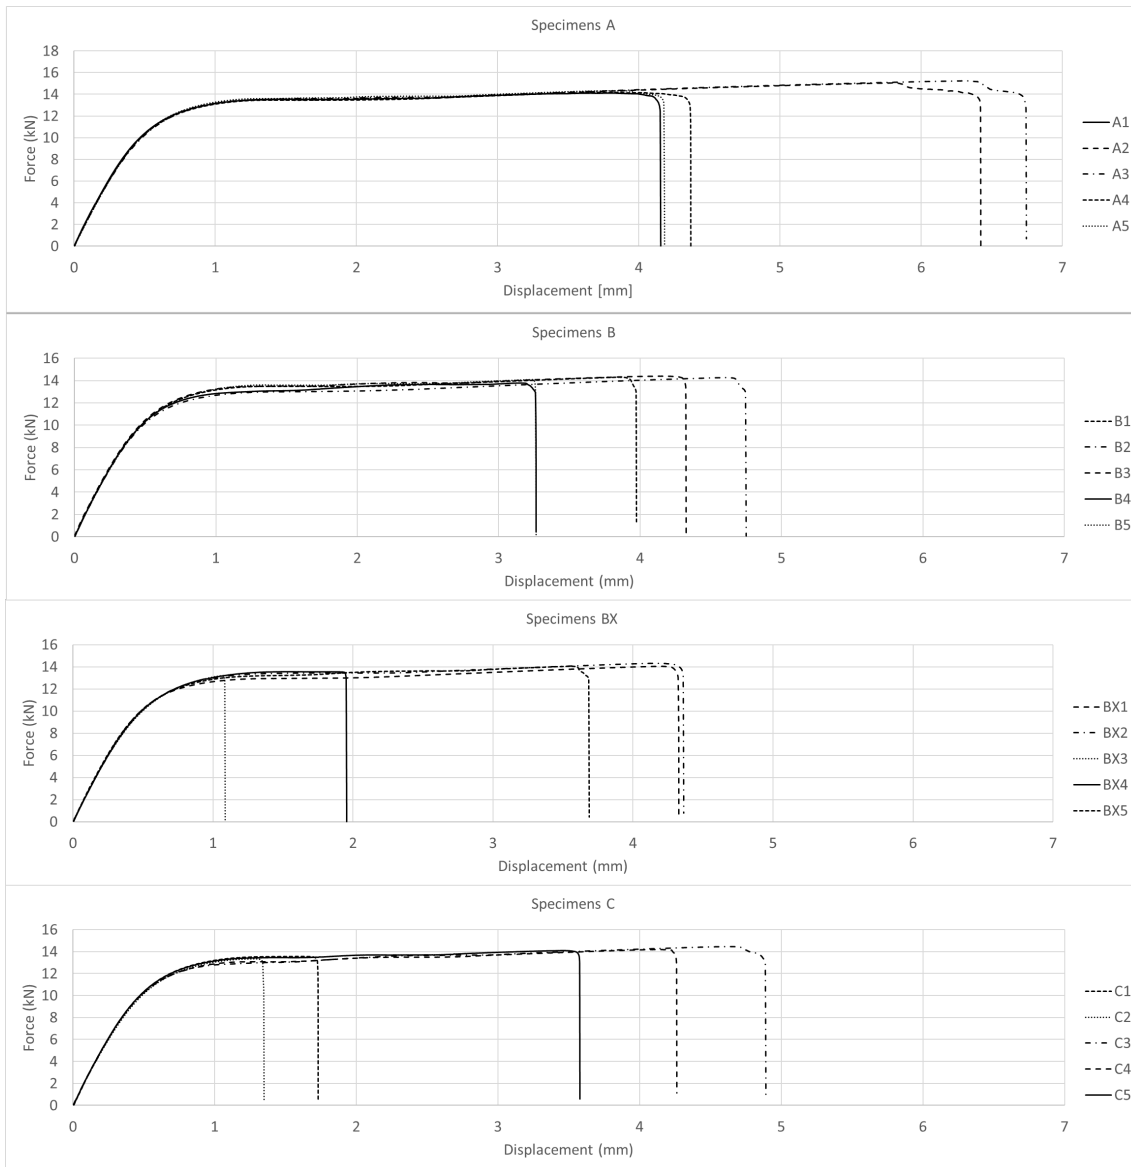 Specimens A
18
16
14
12
10
8
6
4
2
0
Force (kN)
0 1 2 3 4 5 6 7
Displacement [mm]
A1
A2
A3
A4
A5
Specimens B
16
14
12
10
8
6
4
2
0
Force (kN)
0 1 2 3 4 5 6 7
Displacement (mm)
B1
B2
B3
B4
B5
Specimens BX
16
14
12
10
8
6
4
2
0
Force (kN)
0 1 2 3 4 5 6 7
Displacement (mm)
BX1
BX2
BX3
BX4
BX5
Specimens C
16
14
12
10
8
6
4
2
0
Force (kN)
0 1 2 3 4 5 6 7
Displacement (mm)
C1
C2
C3
C4
C5